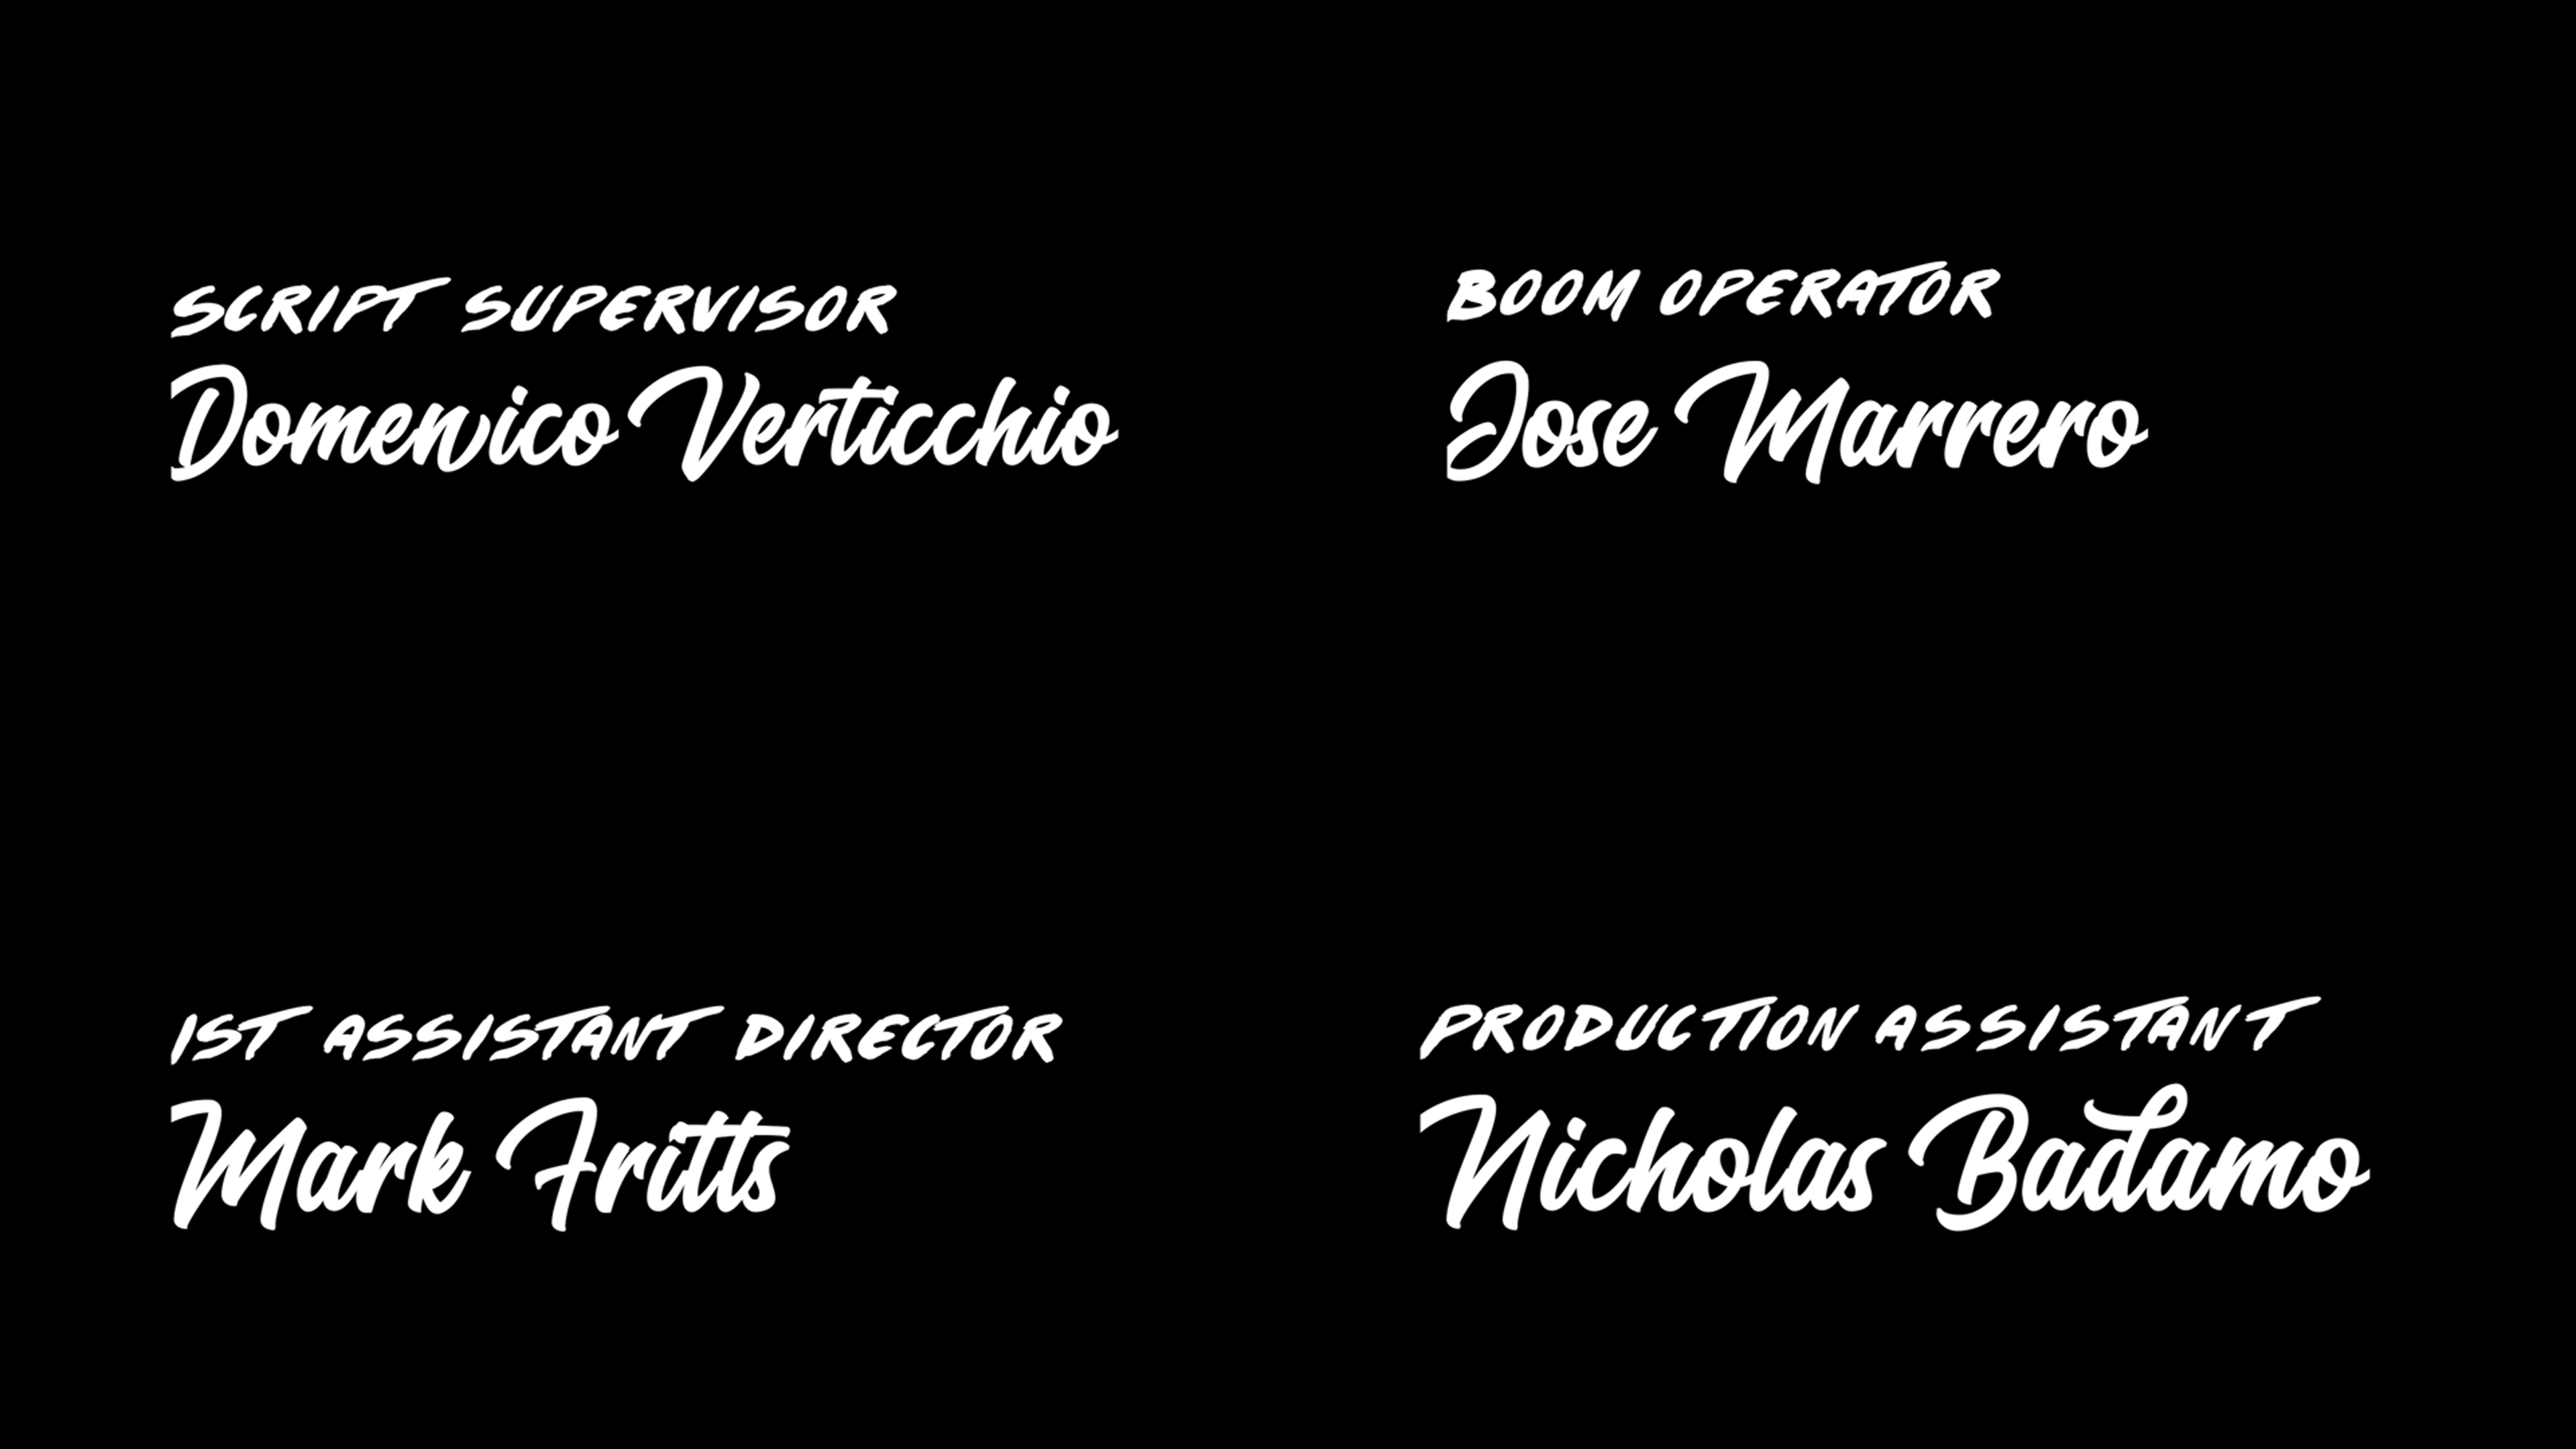 SCRIPT SUPERVISOR
Domenico Verticchio
BOOM OPERATOR
Jose Marrero
1ST ASSISTANT DIRECTOR
Mark Fritts
PRODUCTION ASSISTANT
Nicholas Badamo